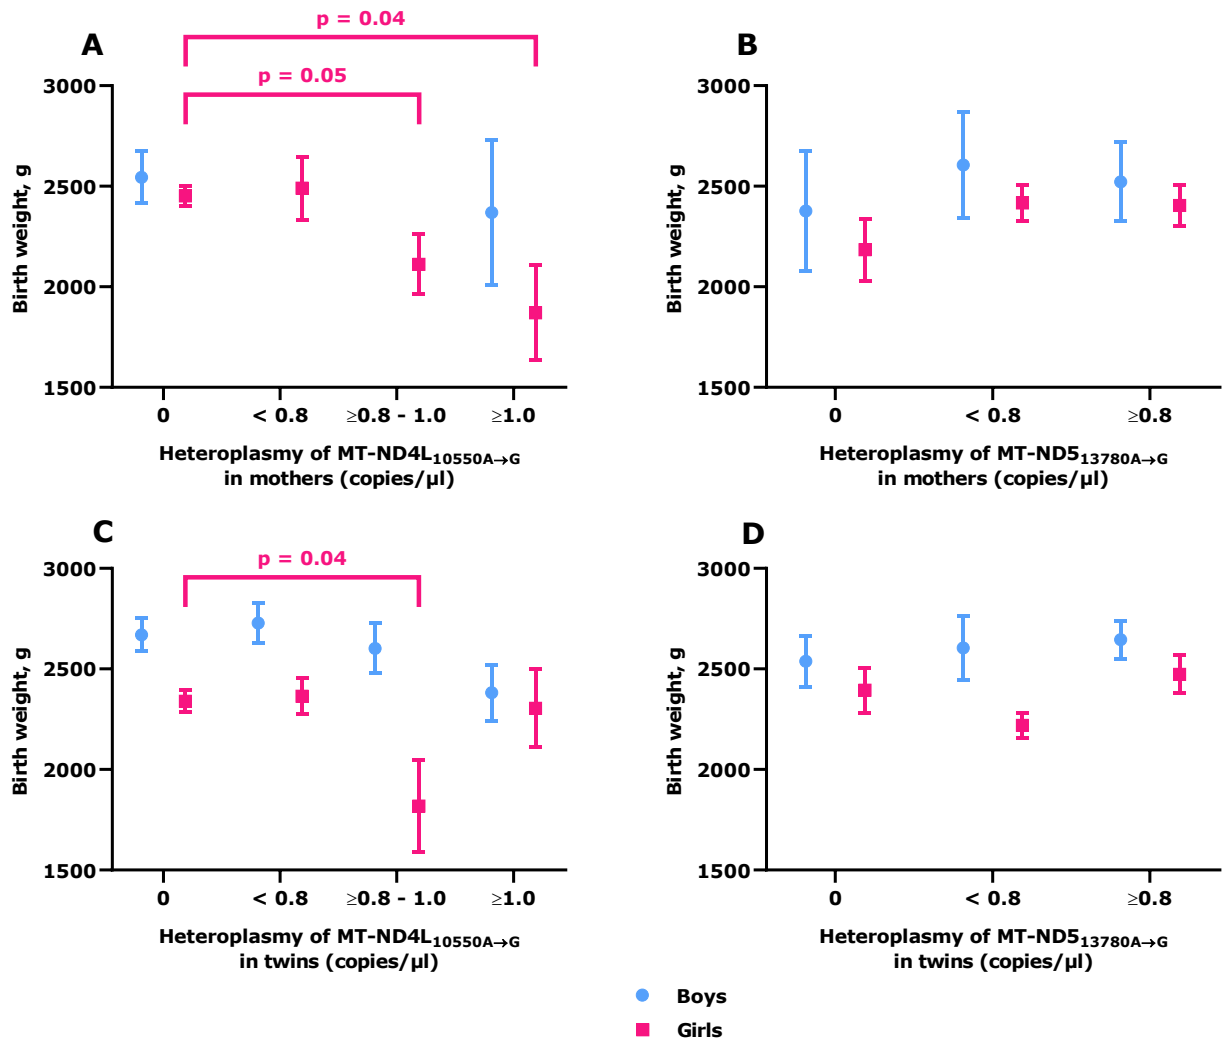 A
p = 0.04
p = 0.05
3000
2500
2000
1500
Birth weight, g
0
< 0.8
≥0.8 - 1.0
≥1.0
Heteroplasmy of MT-ND4L10550A→G
in mothers (copies/µl)
B
3000
2500
2000
1500
Birth weight, g
0
< 0.8
≥0.8
Heteroplasmy of MT-ND513780A→G
in mothers (copies/µl)
C
p = 0.04
3000
2500
2000
1500
Birth weight, g
0
< 0.8
≥0.8 - 1.0
≥1.0
Heteroplasmy of MT-ND4L10550A→G
in twins (copies/µl)
D
3000
2500
2000
1500
Birth weight, g
0
< 0.8
≥0.8
Heteroplasmy of MT-ND513780A→G
in twins (copies/µl)
Boys
Girls